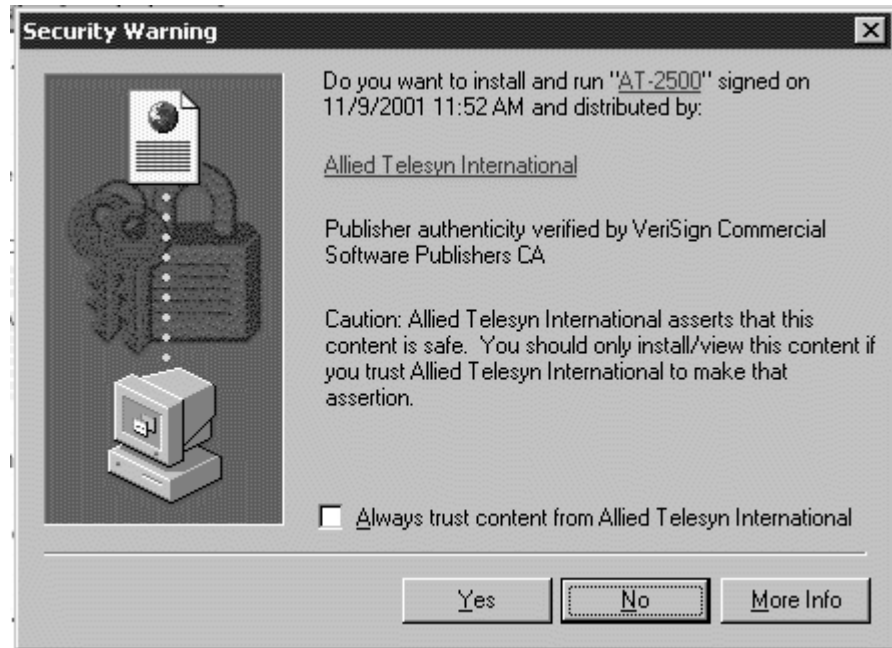 Security Warning
Do you want to install and run "AT-2500" signed on
11/9/2001 11:52 AM and distributed by:
Allied Telesyn International
Publisher authenticity verified by VeriSign Commercial
Software Publishers CA
Caution: Allied Telesyn International asserts that this
content is safe.  You should only install/view this content if
you trust Allied Telesyn International to make that
assertion.
Always trust content from Allied Telesyn International
Yes
No
More Info